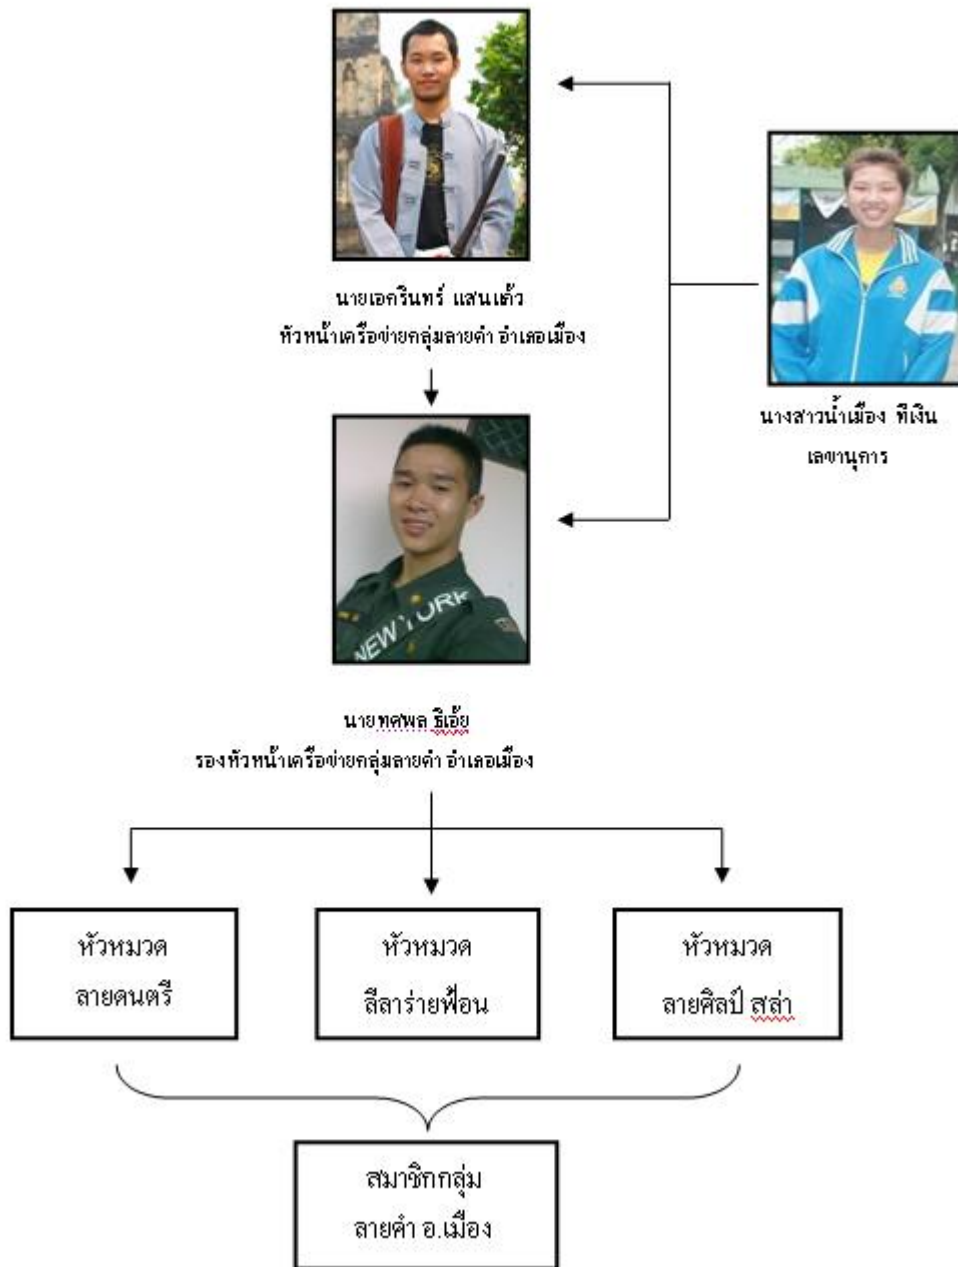 นายเอกรินทร์ แสนแก้ว
หัวหน้าเครือข่ายกลุ่มลายคำ อำเภอเมือง
นางสาวน้ำเมือง ทีเงิน
เลขานุการ
NEW YORK
นายทศพล ธิเอ้ย
รองหัวหน้าเครือข่ายกลุ่มลายคำ อำเภอเมือง
หัวหมวด
ลายดนตรี
หัวหมวด
ลีลาร่ายฟ้อน
หัวหมวด
ลายศิลป์ สล่า
สมาชิกกลุ่ม
ลายคำ อ.เมือง